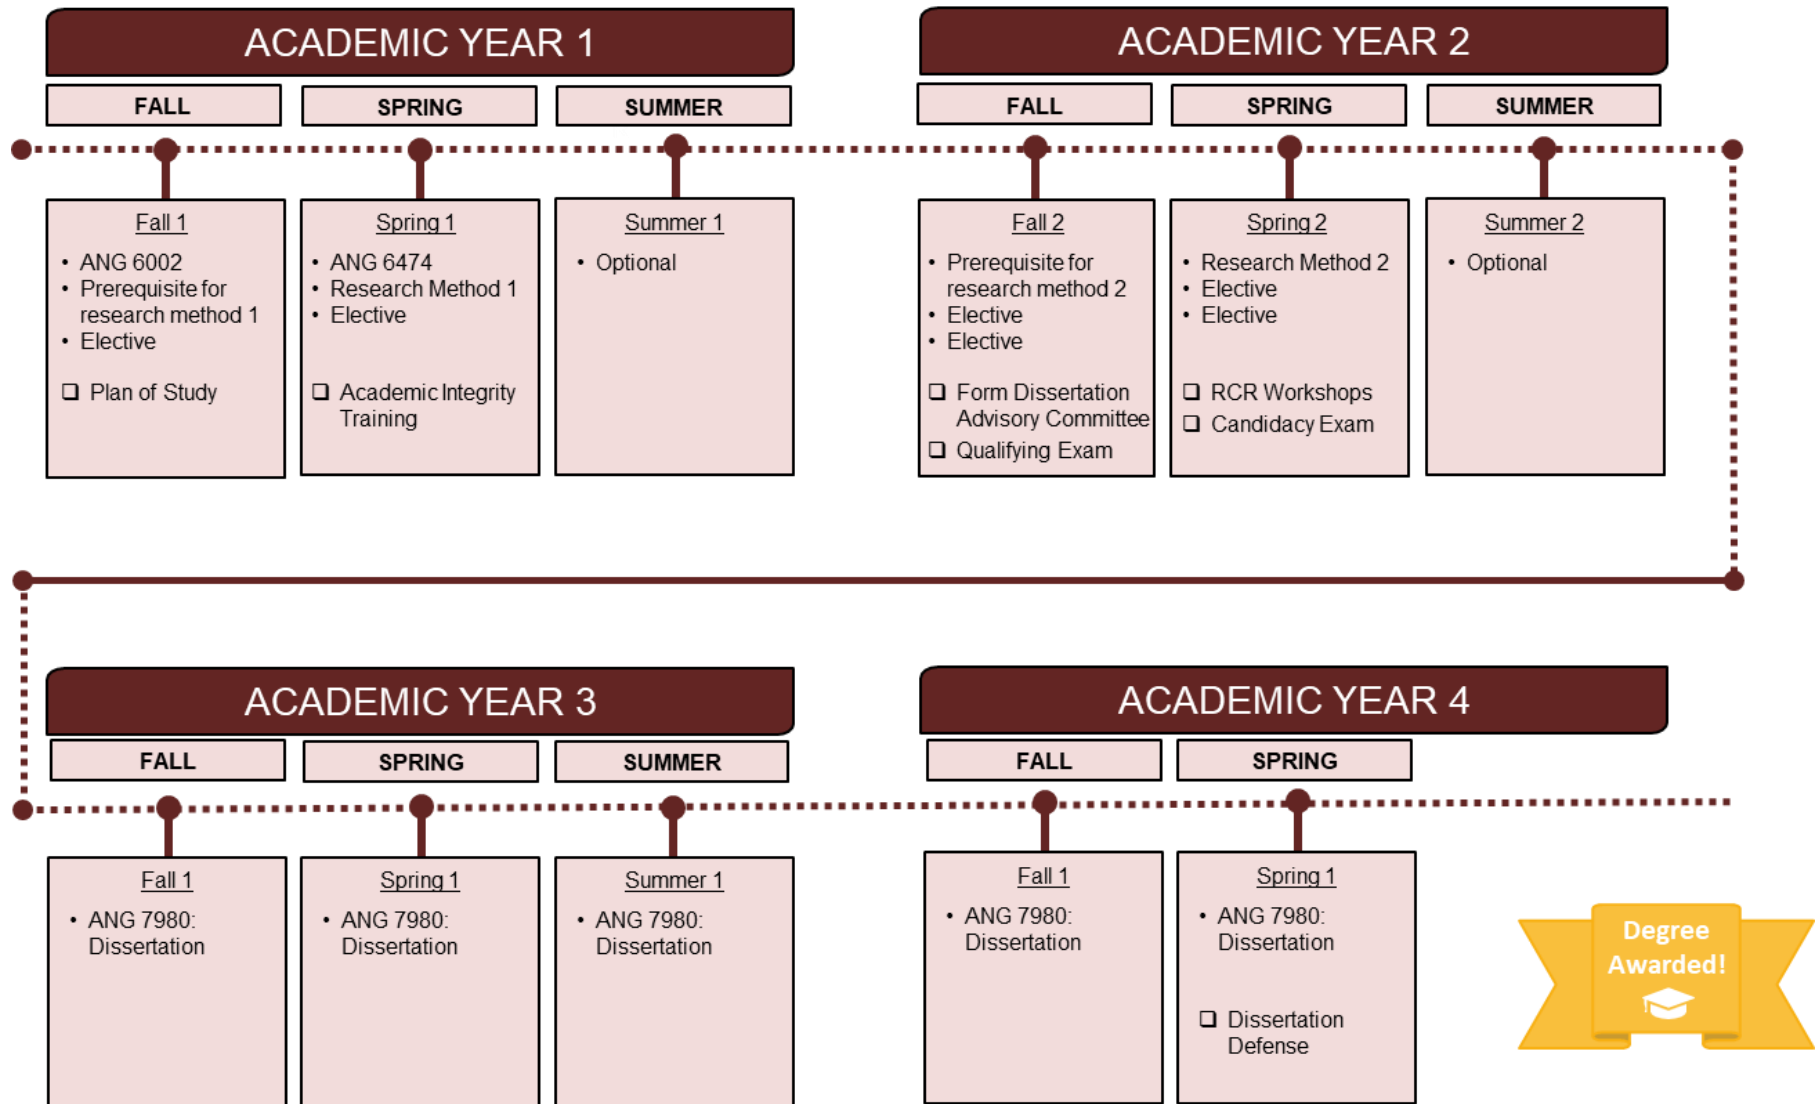 ACADEMIC YEAR 1
FALL
SPRING
SUMMER
Fall 1
• ANG 6002
• Prerequisite for
research method 1
• Elective
❑ Plan of Study
Spring 1
• ANG 6474
• Research Method 1
• Elective
❑ Academic Integrity
Training
Summer 1
• Optional
ACADEMIC YEAR 2
FALL
SPRING
SUMMER
Fall 2
• Prerequisite for
research method 2
• Elective
• Elective
❑ Form Dissertation
Advisory Committee
❑ Qualifying Exam
Spring 2
• Research Method 2
• Elective
• Elective
❑ RCR Workshops
❑ Candidacy Exam
Summer 2
• Optional
ACADEMIC YEAR 3
FALL
SPRING
SUMMER
Fall 1
• ANG 7980:
Dissertation
Spring 1
• ANG 7980:
Dissertation
Summer 1
• ANG 7980:
Dissertation
ACADEMIC YEAR 4
FALL
SPRING
Fall 1
• ANG 7980:
Dissertation
Spring 1
• ANG 7980:
Dissertation
❑ Dissertation
Defense
Degree
Awarded!